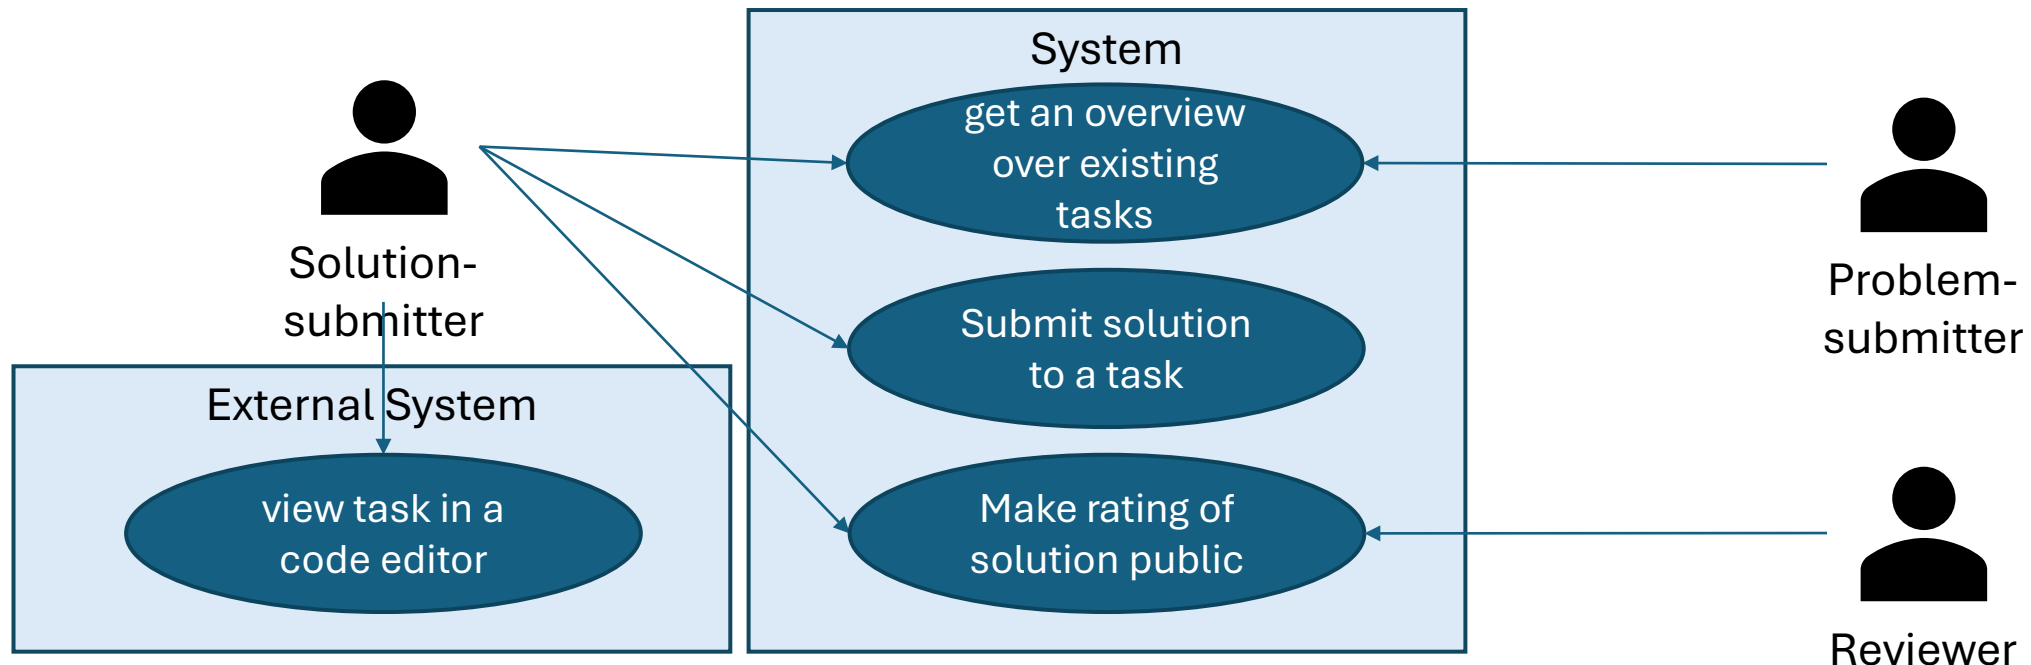 System
get an overview
over existing
tasks
Solution-
submitter
Problem-
submitter
Submit solution
to a task
External System
view task in a
code editor
Make rating of
solution public
Reviewer